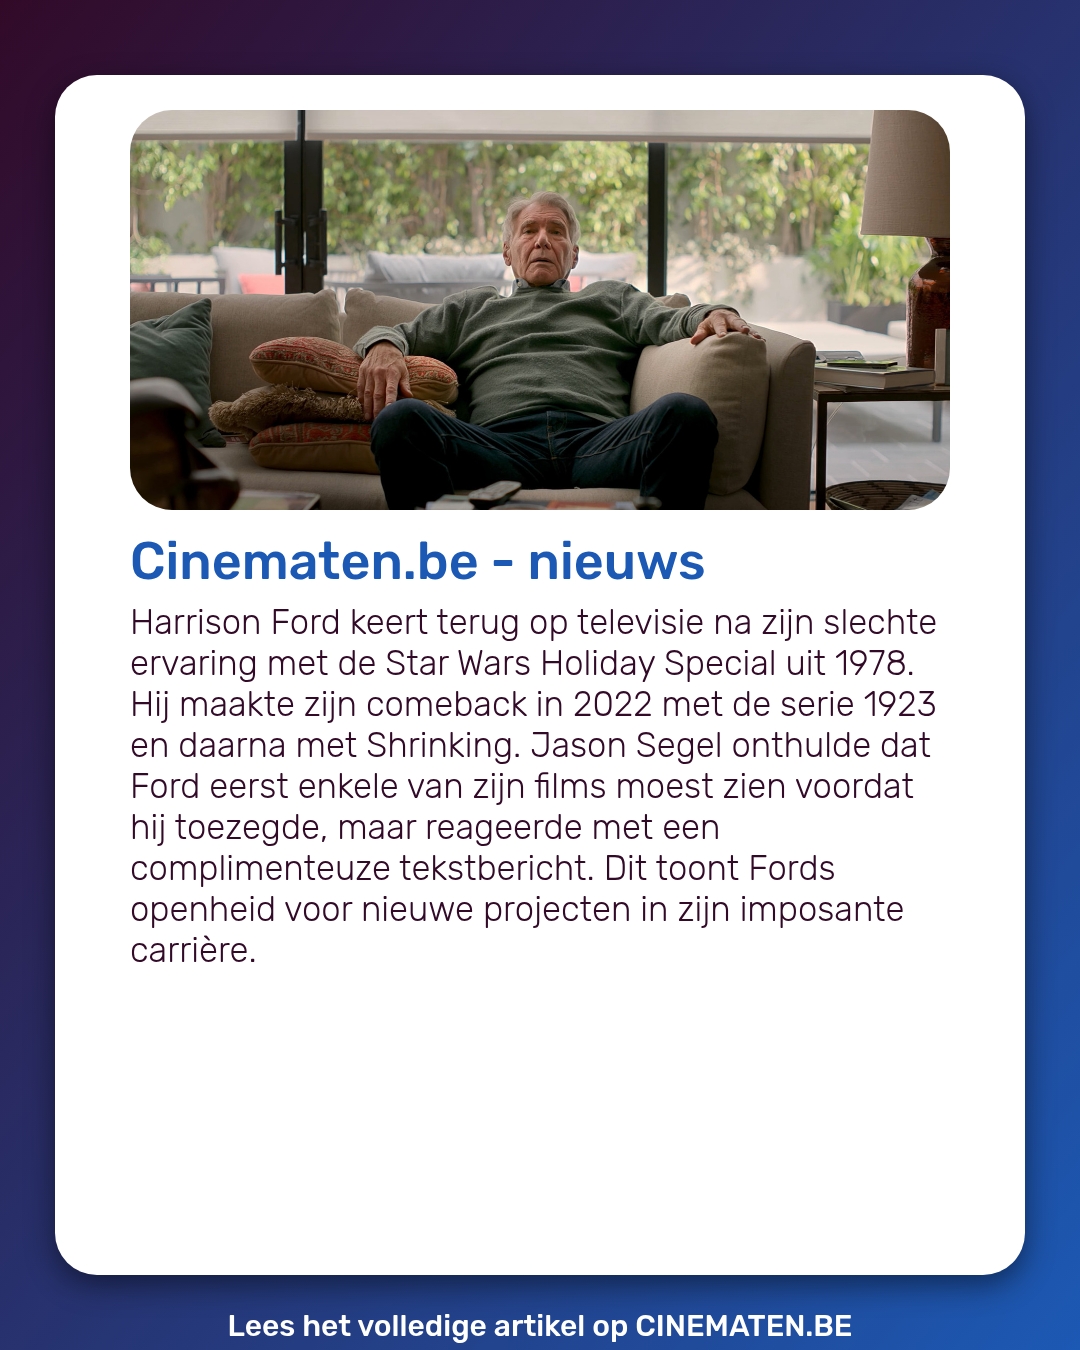 Cinematen.be - nieuws
Harrison Ford keert terug op televisie na zijn slechte
ervaring met de Star Wars Holiday Special uit 1978.
Hij maakte zijn comeback in 2022 met de serie 1923
en daarna met Shrinking. Jason Segel onthulde dat
Ford eerst enkele van zijn films moest zien voordat
hij toezegde, maar reageerde met een
complimenteuze tekstbericht. Dit toont Fords
openheid voor nieuwe projecten in zijn imposante
carrière.
Lees het volledige artikel op CINEMATEN.BE